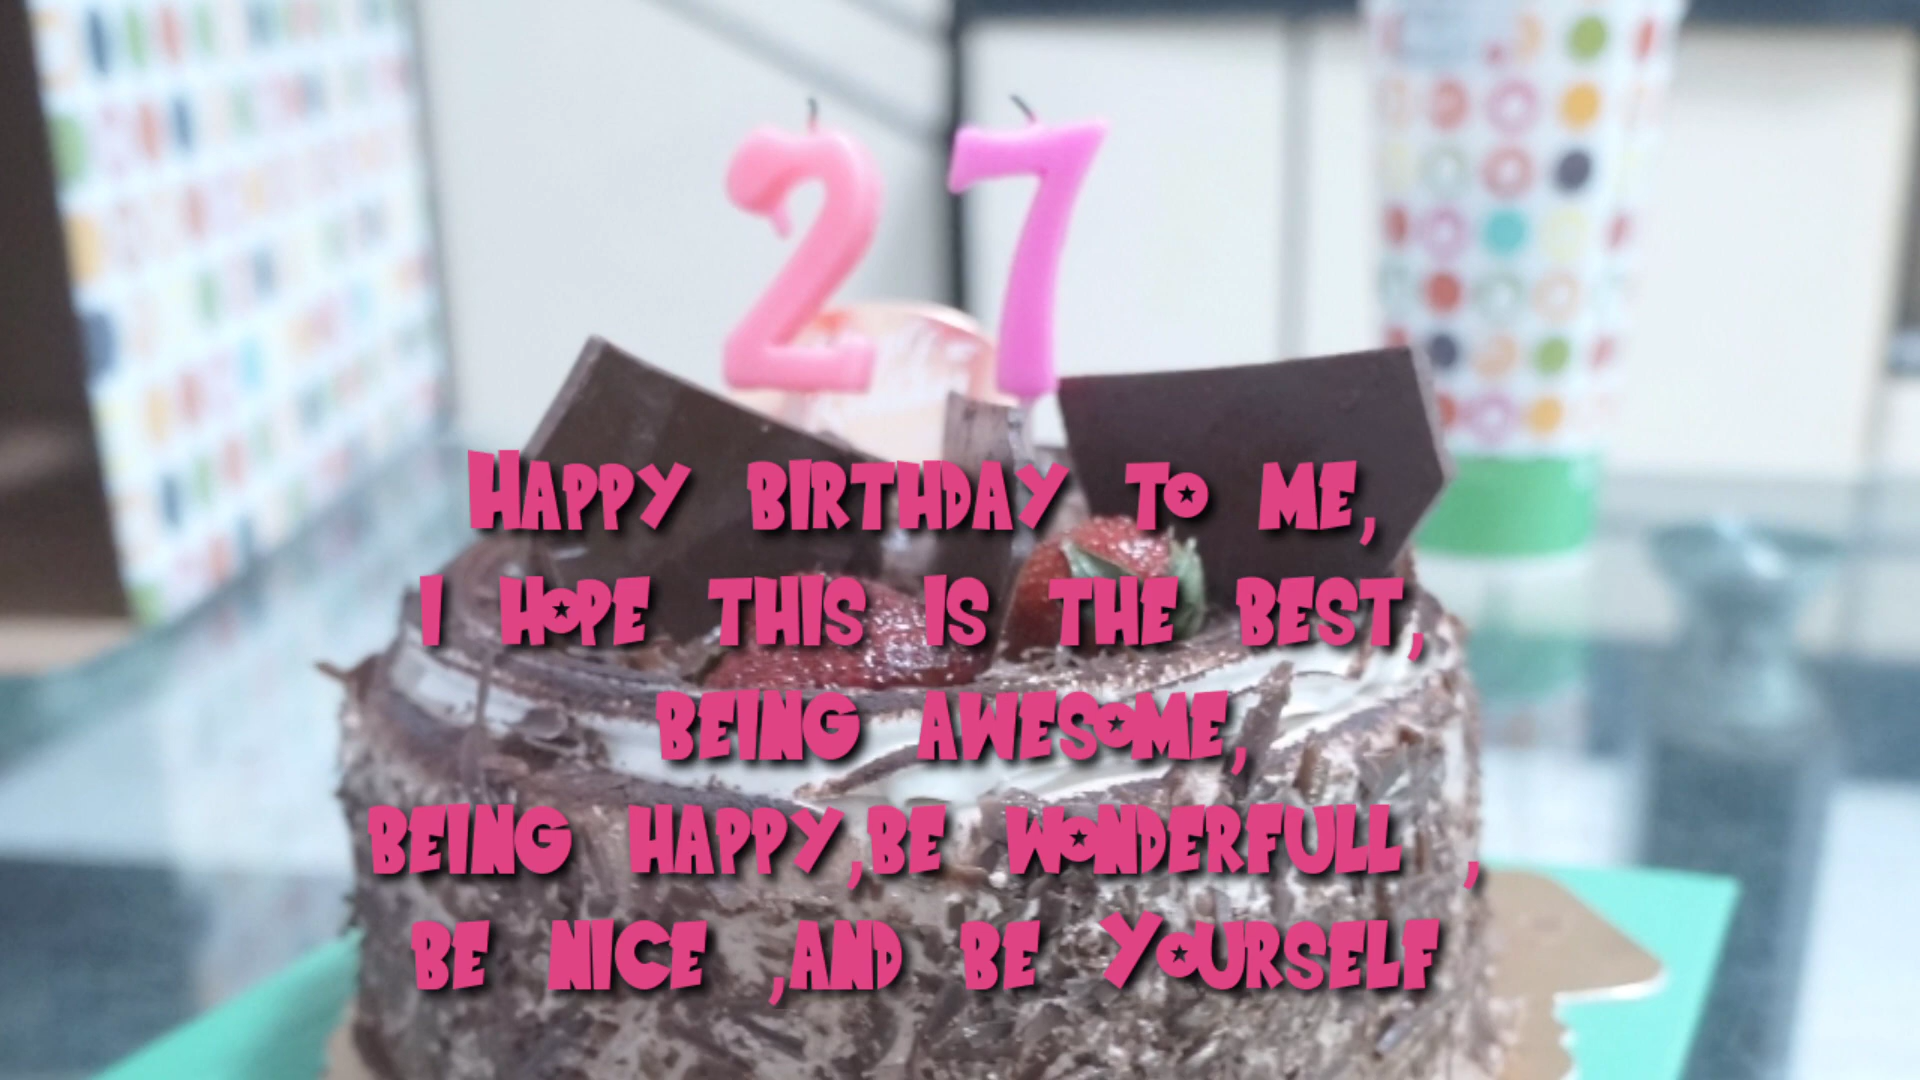 27
Happy birthday to me,
I hope this is the best,
being awesome,
being happy,be wonderfull ,
be nice ,and be Yourself